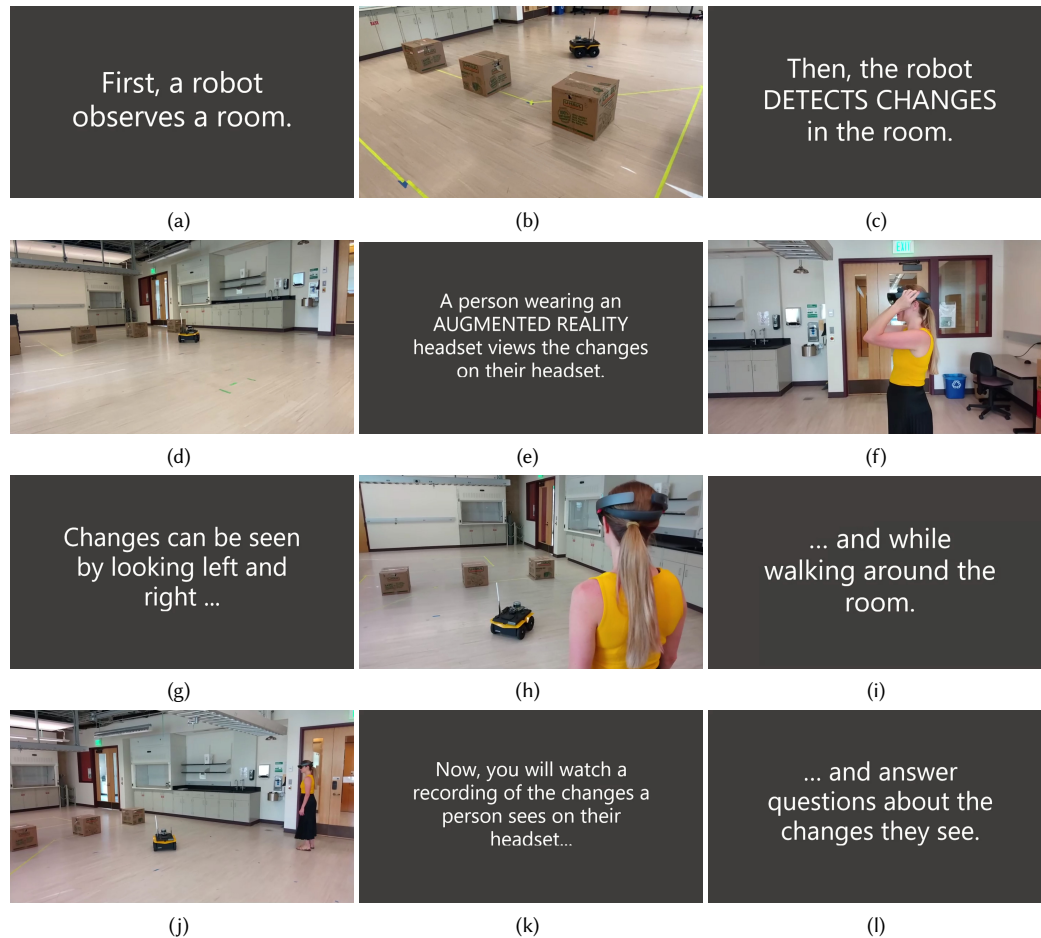 First, a robot
observes a room.
Then, the robot
DETECTS CHANGES
in the room.
(a)
(b)
(c)
A person wearing an
AUGMENTED REALITY
headset views the changes
on their headset.
EXIT
(d)
(e)
(f)
Changes can be seen
by looking left and
right ...
... and while
walking around the
room.
(g)
(h)
(i)
Now, you will watch a
recording of the changes a
person sees on their
headset...
... and answer
questions about the
changes they see.
(j)
(k)
(l)